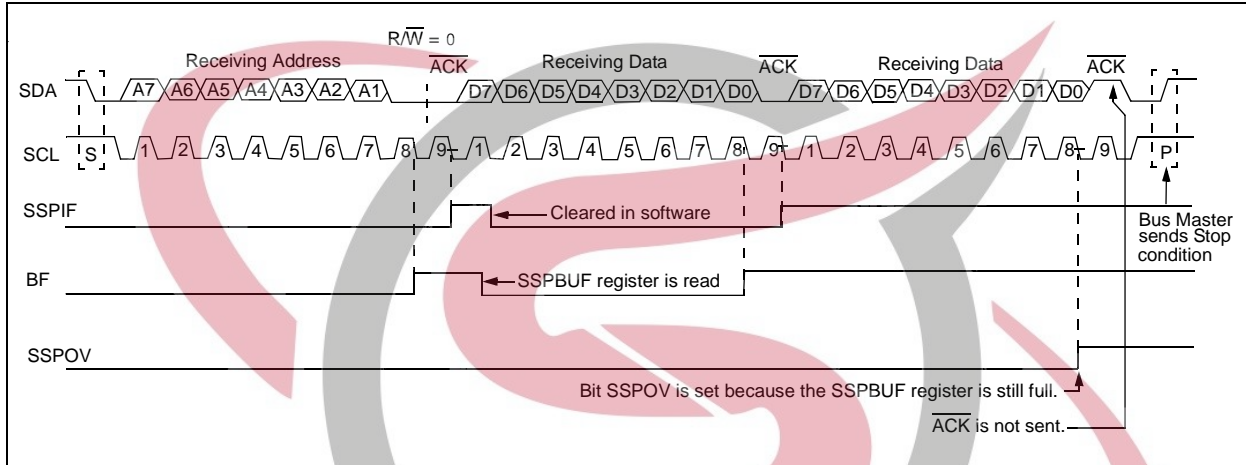 R/W = 0
Receiving Address
ACK
Receiving Data
ACK
Receiving Data
ACK
SDA
A7 A6 A5 A4 A3 A2 A1
D7 D6 D5 D4 D3 D2 D1 D0
D7 D6 D5 D4 D3 D2 D1 D0
SCL
S
1 2 3 4 5 6 7 8 9
1 2 3 4 5 6 7 8 9
1 2 3 4 5 6 7 8 9
P
SSPIF
Cleared in software
Bus Master
sends Stop
condition
BF
SSPBUF register is read
SSPOV
Bit SSPOV is set because the SSPBUF register is still full.
ACK is not sent.